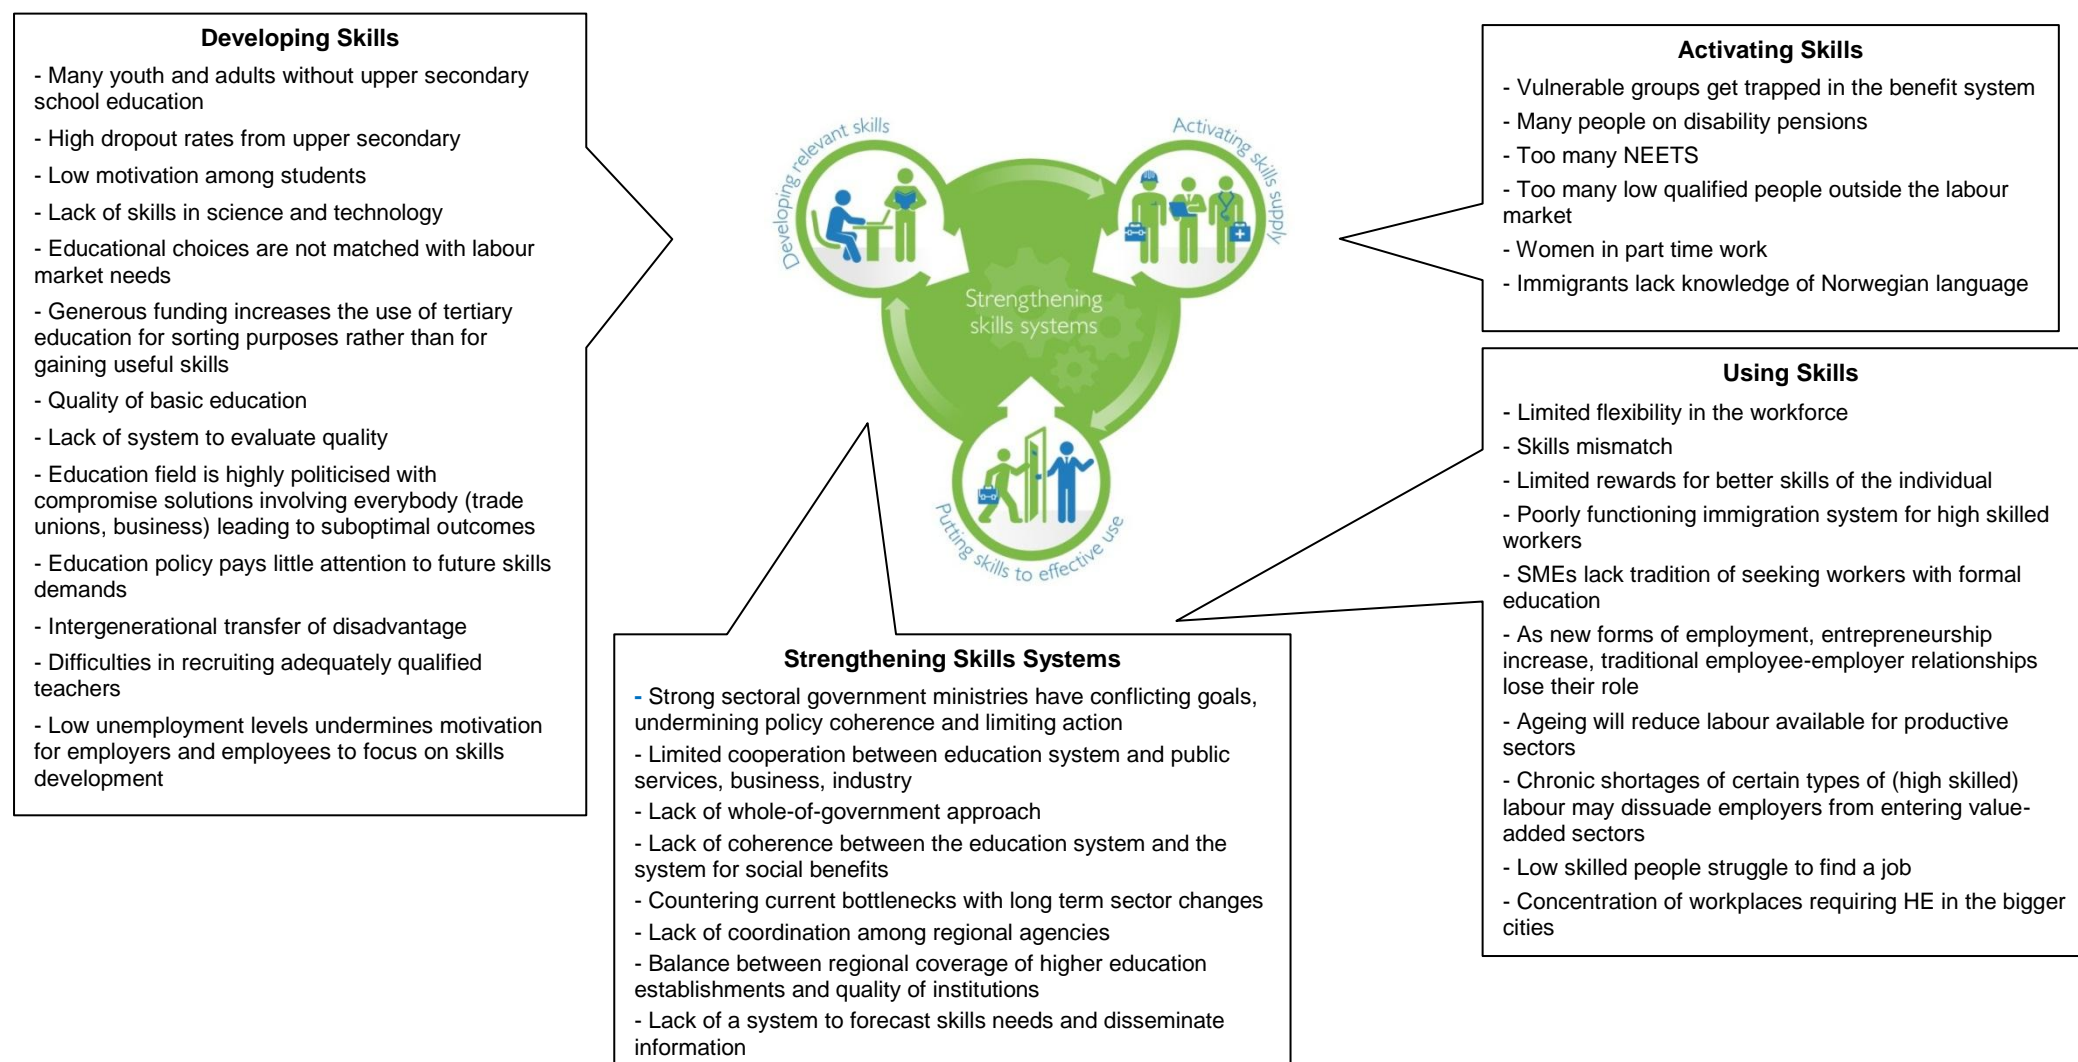 Developing Skills
- Many youth and adults without upper secondary
school education
- High dropout rates from upper secondary
- Low motivation among students
- Lack of skills in science and technology
- Educational choices are not matched with labour
market needs
- Generous funding increases the use of tertiary
education for sorting purposes rather than for
gaining useful skills
- Quality of basic education
- Lack of system to evaluate quality
- Education field is highly politicised with
compromise solutions involving everybody (trade
unions, business) leading to suboptimal outcomes
- Education policy pays little attention to future skills
demands
- Intergenerational transfer of disadvantage
- Difficulties in recruiting adequately qualified
teachers
- Low unemployment levels undermines motivation
for employers and employees to focus on skills
development
Developing relevant skills
Activating skills supply
Strengthening
skills systems
Putting skills to effective use
Activating Skills
- Vulnerable groups get trapped in the benefit system
- Many people on disability pensions
- Too many NEETS
- Too many low qualified people outside the labour
market
- Women in part time work
- Immigrants lack knowledge of Norwegian language
Using Skills
- Limited flexibility in the workforce
- Skills mismatch
- Limited rewards for better skills of the individual
- Poorly functioning immigration system for high skilled
workers
- SMEs lack tradition of seeking workers with formal
education
- As new forms of employment, entrepreneurship
increase, traditional employee-employer relationships
lose their role
- Ageing will reduce labour available for productive
sectors
- Chronic shortages of certain types of (high skilled)
labour may dissuade employers from entering value-
added sectors
- Low skilled people struggle to find a job
- Concentration of workplaces requiring HE in the bigger
cities
Strengthening Skills Systems
- Strong sectoral government ministries have conflicting goals,
undermining policy coherence and limiting action
- Limited cooperation between education system and public
services, business, industry
- Lack of whole-of-government approach
- Lack of coherence between the education system and the
system for social benefits
- Countering current bottlenecks with long term sector changes
- Lack of coordination among regional agencies
- Balance between regional coverage of higher education
establishments and quality of institutions
- Lack of a system to forecast skills needs and disseminate
information